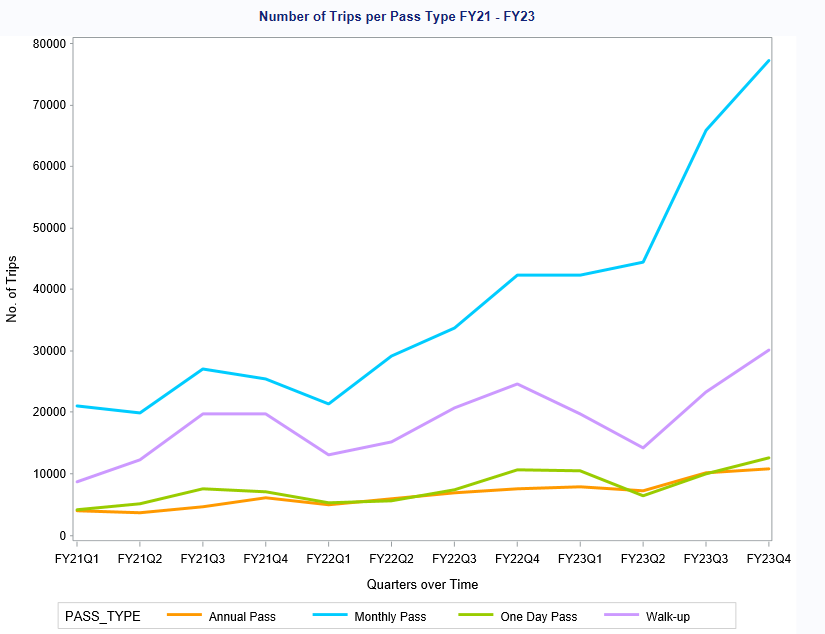 Number of Trips per Pass Type FY21 - FY23
80000
70000
60000
50000
40000
30000
20000
10000
0
No. of Trips
FY21Q1 FY21Q2 FY21Q3 FY21Q4 FY22Q1 FY22Q2 FY22Q3 FY22Q4 FY23Q1 FY23Q2 FY23Q3 FY23Q4
Quarters over Time
PASS_TYPE Annual Pass Monthly Pass One Day Pass Walk-up